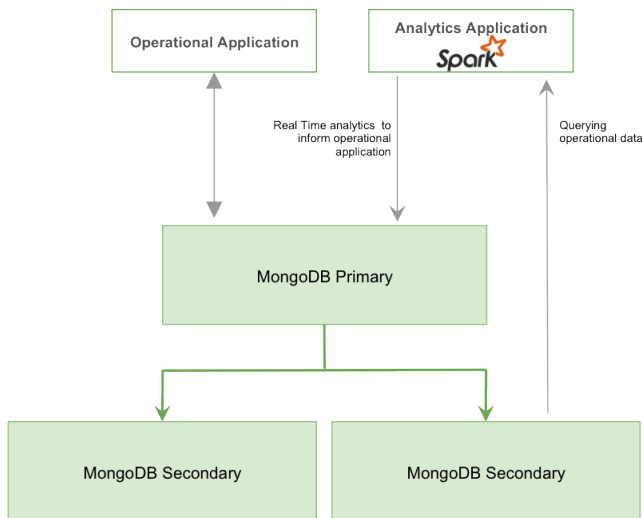 Operational Application
Analytics Application
Spark
Real Time analytics to
inform operational
application
Querying
operational data
MongoDB Primary
MongoDB Secondary
MongoDB Secondary